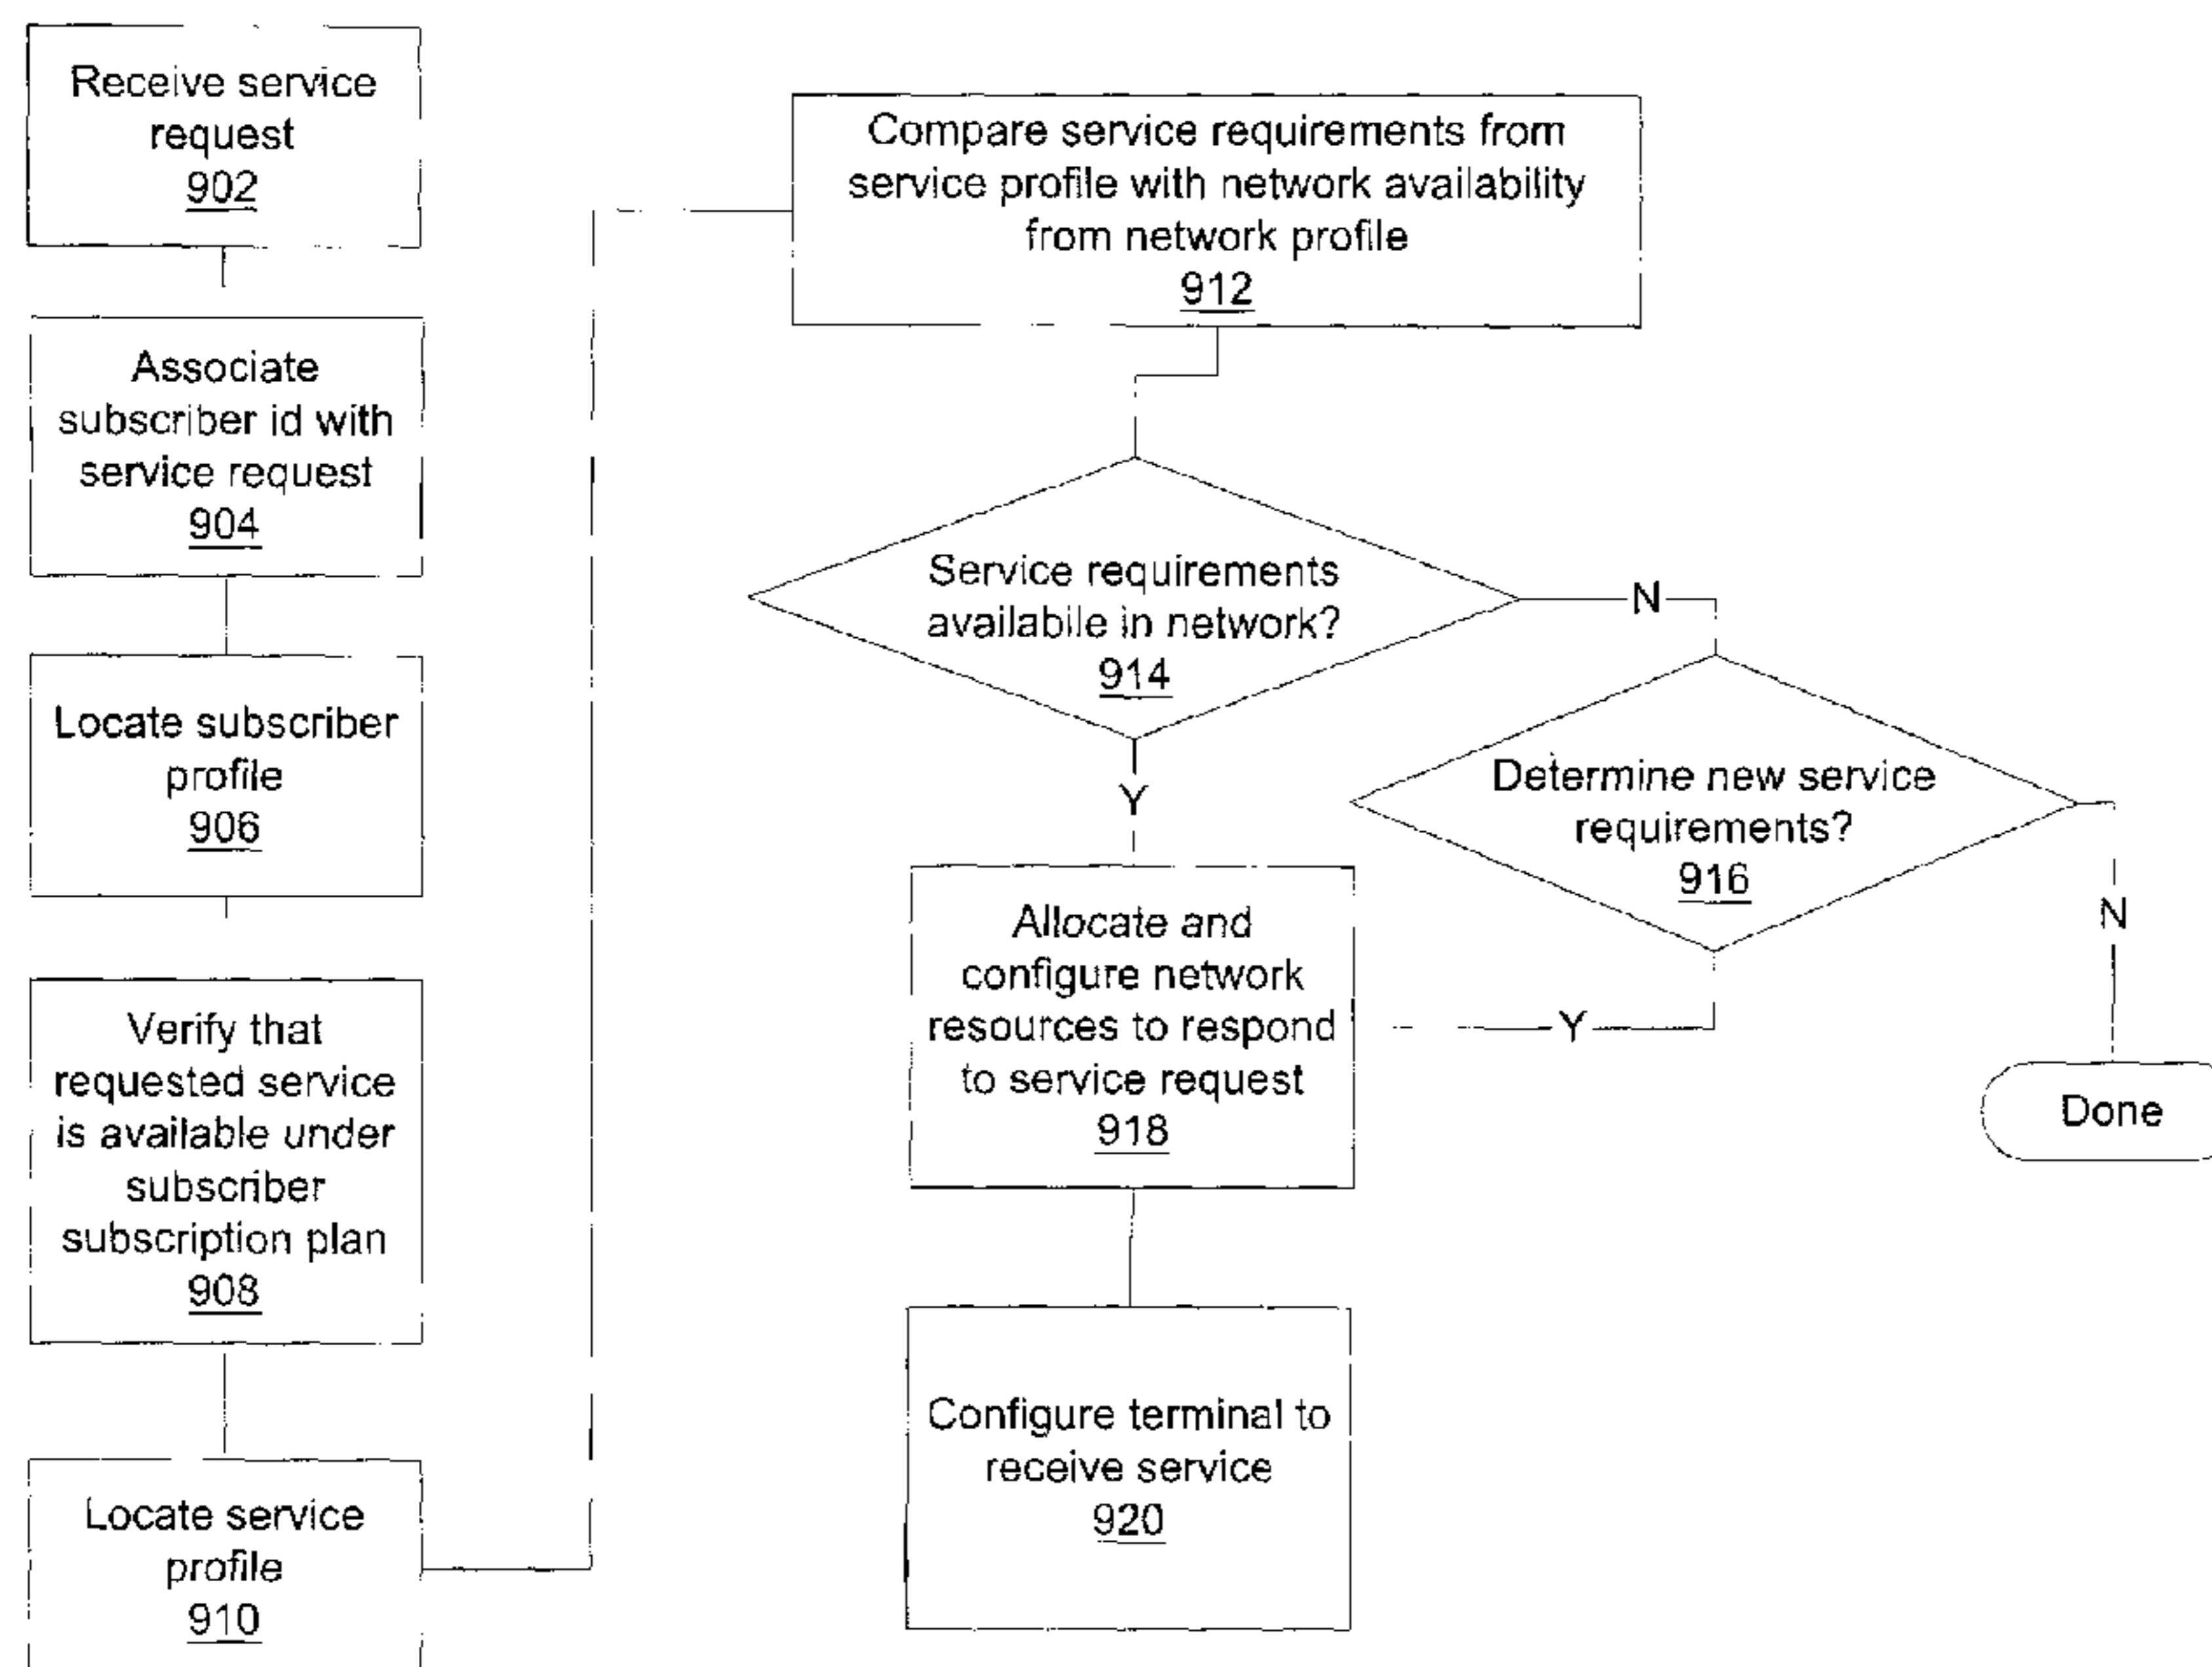 Receive service
request
902
Associate
subscriber id with
service request
904
Locate subscriber
profile
906
Verify that
requested service
is available under
subscriber
subscription plan
908
Locate service
profile
910
Compare service requirements from
service profile with network availability
from network profile
912
Service requirements
availabile in network?
914
N
Y
Determine new service
requirements?
916
N
Y
Allocate and
configure network
resources to respond
to service request
918
Done
Configure terminal to
receive service
920